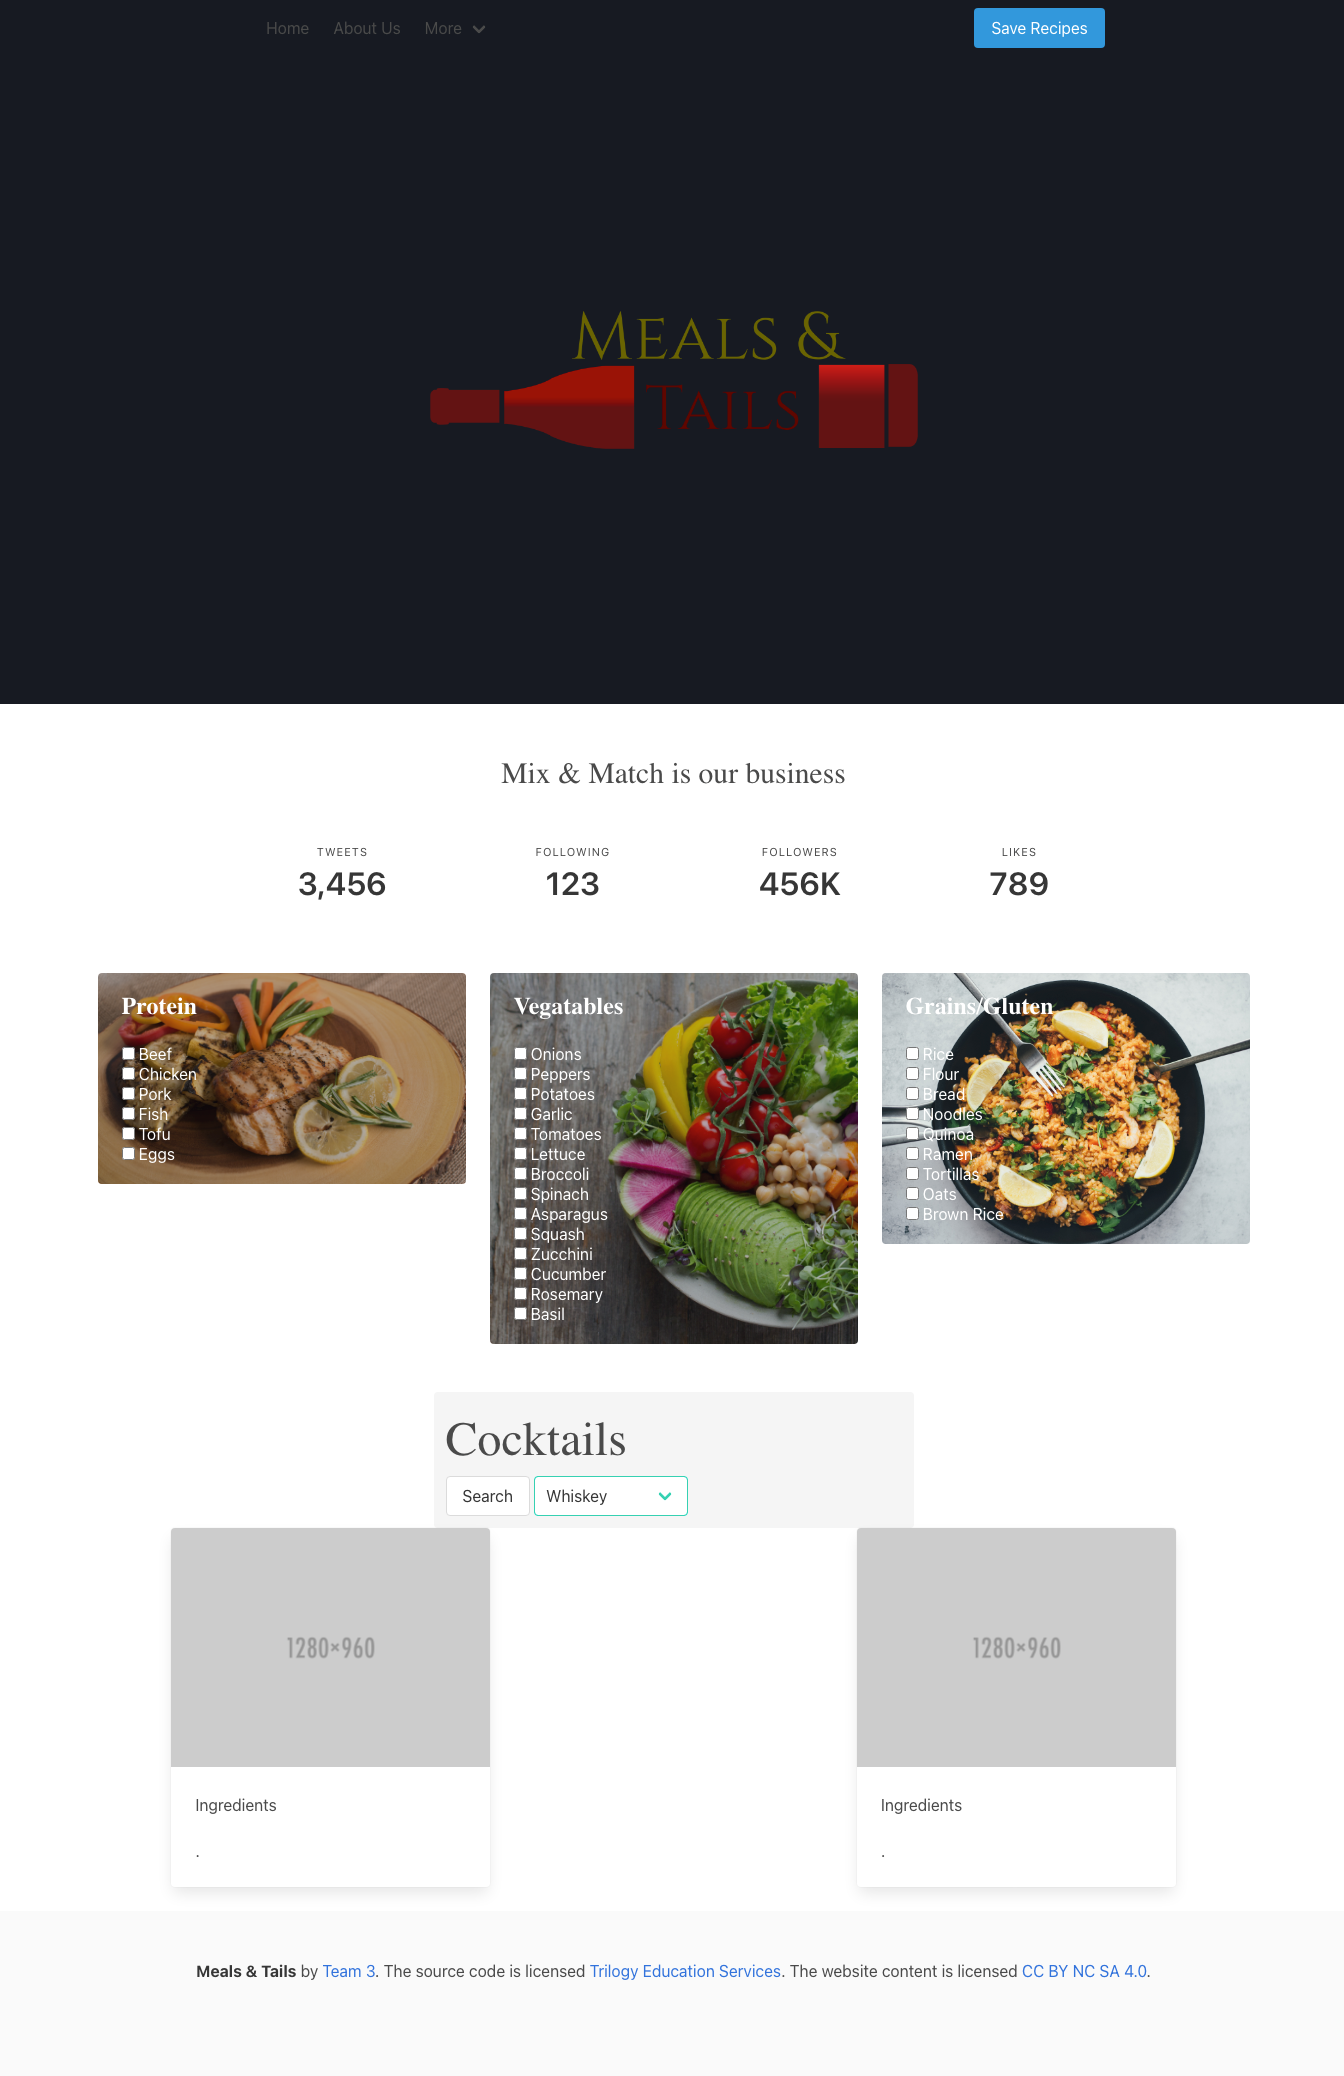 Home About Us More Save Recipes
MEALS &
TAILS
Mix & Match is our business
TWEETS FOLLOWING FOLLOWERS LIKES
3,456 123 456K 789
Protein
Beef
Chicken
Pork
Fish
Tofu
Eggs
Vegatables
Onions
Peppers
Potatoes
Garlic
Tomatoes
Lettuce
Broccoli
Spinach
Asparagus
Squash
Zucchini
Cucumber
Rosemary
Basil
Grains/Gluten
Rice
Flour
Bread
Noodles
Quinoa
Ramen
Tortillas
Oats
Brown Rice
Cocktails
Search Whiskey
1280×960
Ingredients
.
1280×960
Ingredients
.
Meals & Tails by Team 3. The source code is licensed Trilogy Education Services. The website content is licensed CC BY NC SA 4.0.